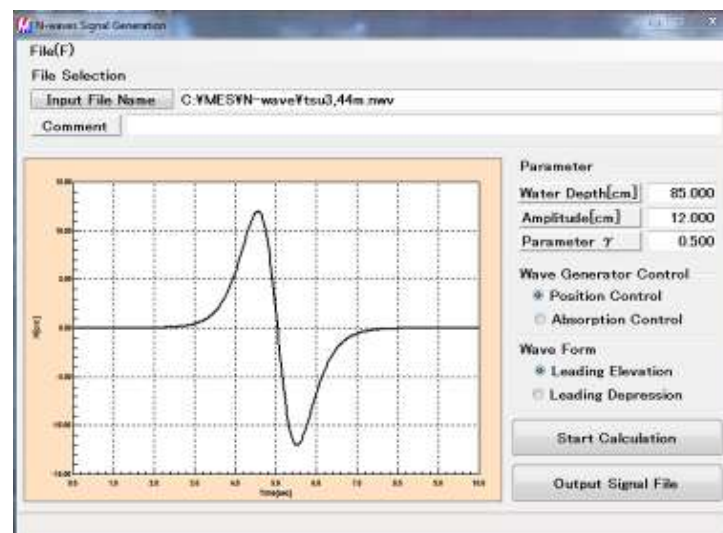 N-waves Signal Generation
File(F)
File Selection
Input File Name C:¥MES¥N-wave¥tsu3,44m.nwv
Comment
Parameter
Water Depth[cm] 85.000
Amplitude[cm] 12.000
Parameter γ 0.500
Wave Generator Control
Position Control
Absorption Control
Wave Form
Leading Elevation
Leading Depression
Start Calculation
Output Signal File
Time[sec]